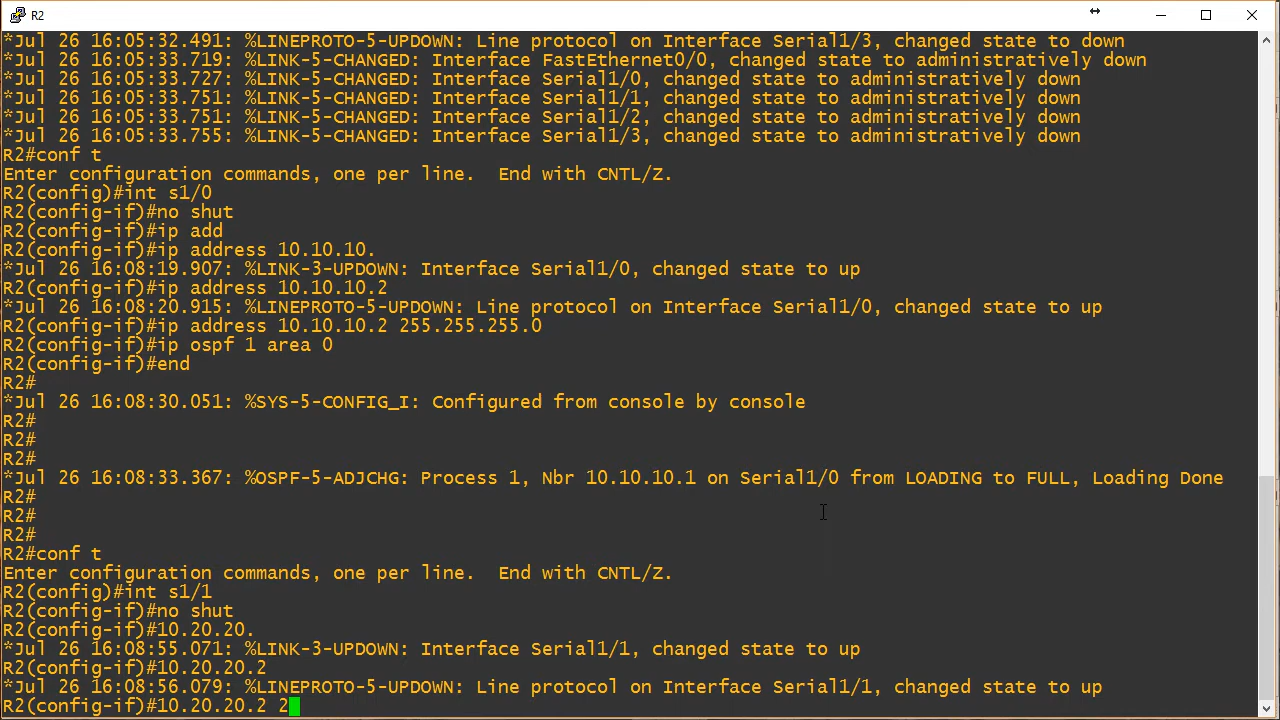 R2
*Jul 26 16:05:32.491: %LINEPROTO-5-UPDOWN: Line protocol on Interface Serial1/3, changed state to down
*Jul 26 16:05:33.719: %LINK-5-CHANGED: Interface FastEthernet0/0, changed state to administratively down
*Jul 26 16:05:33.727: %LINK-5-CHANGED: Interface Serial1/0, changed state to administratively down
*Jul 26 16:05:33.751: %LINK-5-CHANGED: Interface Serial1/1, changed state to administratively down
*Jul 26 16:05:33.751: %LINK-5-CHANGED: Interface Serial1/2, changed state to administratively down
*Jul 26 16:05:33.755: %LINK-5-CHANGED: Interface Serial1/3, changed state to administratively down
R2#conf t
Enter configuration commands, one per line.  End with CNTL/Z.
R2(config)#int s1/0
R2(config-if)#no shut
R2(config-if)#ip add
R2(config-if)#ip address 10.10.10.
*Jul 26 16:08:19.907: %LINK-3-UPDOWN: Interface Serial1/0, changed state to up
R2(config-if)#ip address 10.10.10.2
*Jul 26 16:08:20.915: %LINEPROTO-5-UPDOWN: Line protocol on Interface Serial1/0, changed state to up
R2(config-if)#ip address 10.10.10.2 255.255.255.0
R2(config-if)#ip ospf 1 area 0
R2(config-if)#end
R2#
*Jul 26 16:08:30.051: %SYS-5-CONFIG_I: Configured from console by console
R2#
R2#
R2#
*Jul 26 16:08:33.367: %OSPF-5-ADJCHG: Process 1, Nbr 10.10.10.1 on Serial1/0 from LOADING to FULL, Loading Done
R2#
R2#
R2#
R2#conf t
Enter configuration commands, one per line.  End with CNTL/Z.
R2(config)#int s1/1
R2(config-if)#no shut
R2(config-if)#10.20.20.
*Jul 26 16:08:55.071: %LINK-3-UPDOWN: Interface Serial1/1, changed state to up
R2(config-if)#10.20.20.2
*Jul 26 16:08:56.079: %LINEPROTO-5-UPDOWN: Line protocol on Interface Serial1/1, changed state to up
R2(config-if)#10.20.20.2 2